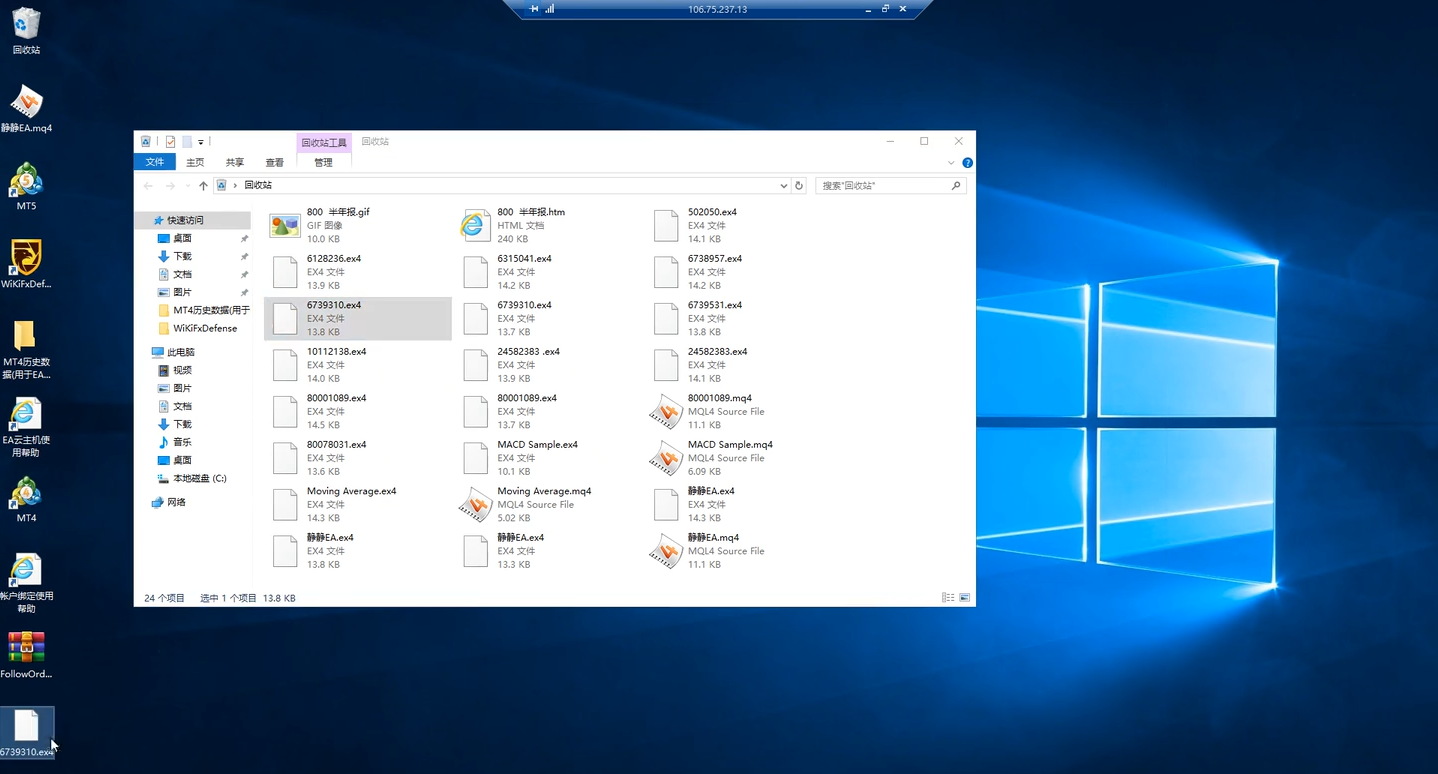 106.75.237.13
回收站
静静EA.mq4
MT5
WiKiFxDef...
MT4历史数
据(用于EA...
EA云主机使
用帮助
MT4
帐户绑定使用
帮助
FollowOrd...
6739310.ex4
回收站工具
回收站
文件
主页
共享
查看
管理
回收站
搜索"回收站"
快速访问
桌面
下载
文档
图片
MT4历史数据(用于
WiKiFxDefense
此电脑
视频
图片
文档
下载
音乐
桌面
本地磁盘 (C:)
网络
800 半年报.gif
GIF 图像
10.0 KB
800 半年报.htm
HTML 文档
240 KB
502050.ex4
EX4 文件
14.1 KB
6128236.ex4
EX4 文件
13.9 KB
6315041.ex4
EX4 文件
14.2 KB
6738957.ex4
EX4 文件
14.2 KB
6739310.ex4
EX4 文件
13.8 KB
6739310.ex4
EX4 文件
13.7 KB
6739531.ex4
EX4 文件
13.8 KB
10112138.ex4
EX4 文件
14.0 KB
24582383 .ex4
EX4 文件
13.9 KB
24582383.ex4
EX4 文件
14.1 KB
80001089.ex4
EX4 文件
14.5 KB
80001089.ex4
EX4 文件
13.7 KB
80001089.mq4
MQL4 Source File
11.1 KB
80078031.ex4
EX4 文件
13.6 KB
MACD Sample.ex4
EX4 文件
10.1 KB
MACD Sample.mq4
MQL4 Source File
6.09 KB
Moving Average.ex4
EX4 文件
14.3 KB
Moving Average.mq4
MQL4 Source File
5.02 KB
静静EA.ex4
EX4 文件
14.3 KB
静静EA.ex4
EX4 文件
13.8 KB
静静EA.ex4
EX4 文件
13.3 KB
静静EA.mq4
MQL4 Source File
11.1 KB
24 个项目 选中 1 个项目 13.8 KB